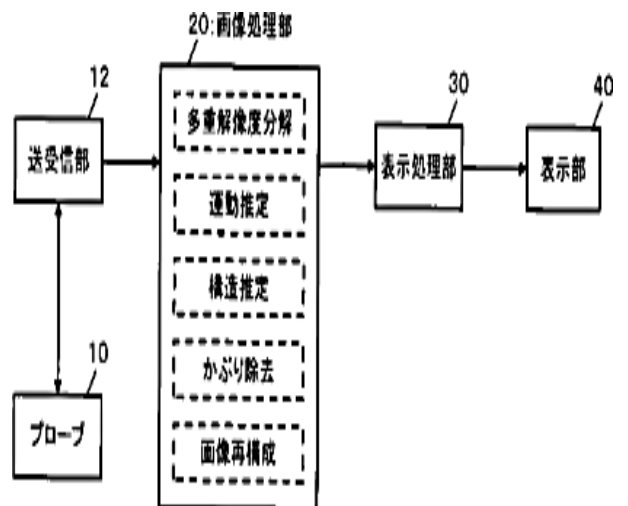 20:画像処理部
12
送受信部
多重解像度分解
運動推定
構造推定
かぶり除去
画像再構成
30
表示処理部
40
表示部
10
プローブ